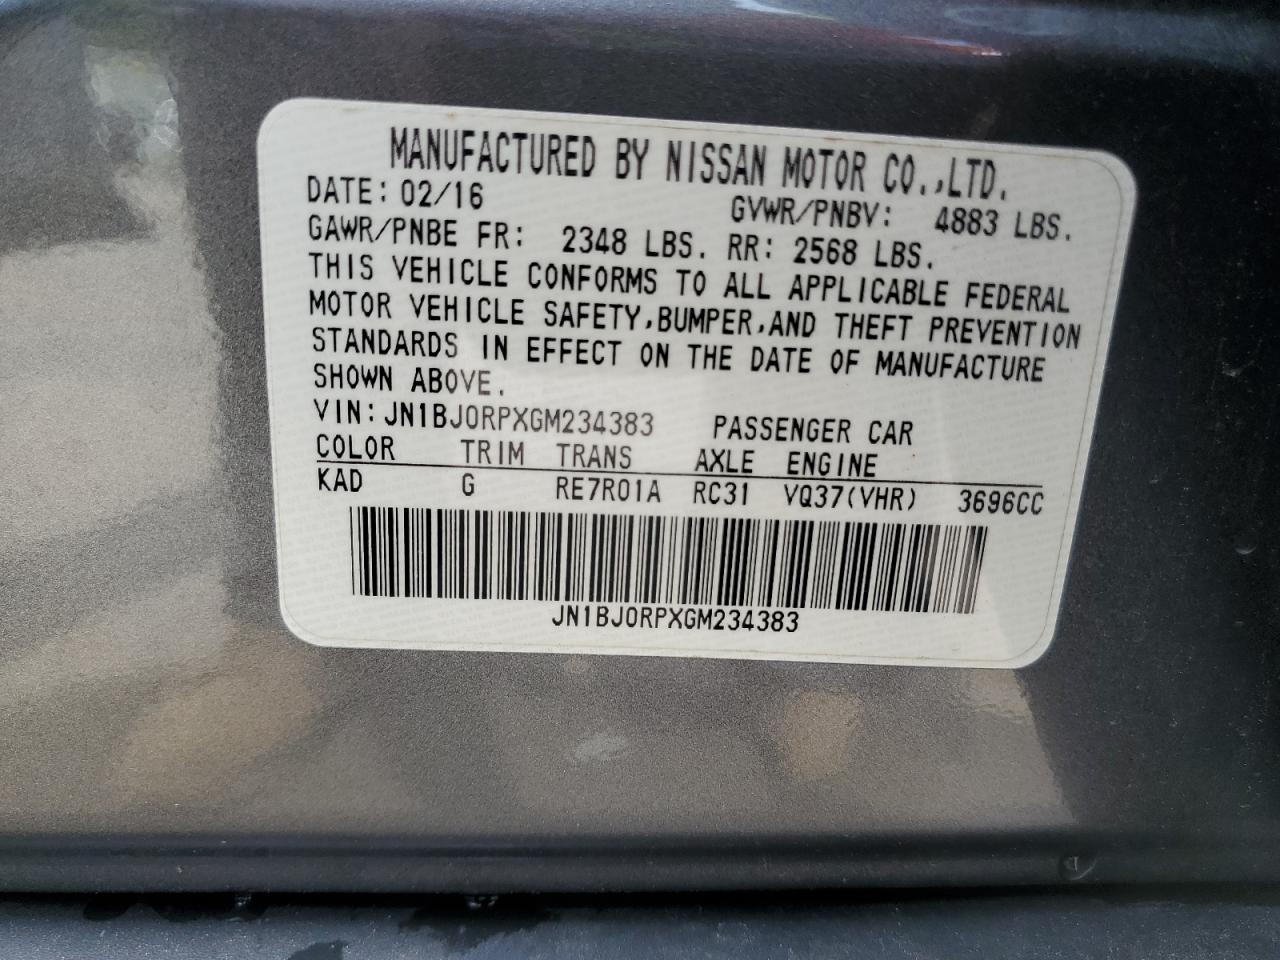 MANUFACTURED BY NISSAN MOTOR CO.,LTD.
DATE: 02/16 GVWR/PNBV: 4883 LBS.
GAWR/PNBE FR: 2348 LBS. RR: 2568 LBS.
THIS VEHICLE CONFORMS TO ALL APPLICABLE FEDERAL
MOTOR VEHICLE SAFETY,BUMPER,AND THEFT PREVENTION
STANDARDS IN EFFECT ON THE DATE OF MANUFACTURE
SHOWN ABOVE.
VIN: JN1BJ0RPXGM234383 PASSENGER CAR
COLOR TRIM TRANS AXLE ENGINE
KAD G RE7R01A RC31 VQ37(VHR) 3696CC
JN1BJ0RPXGM234383